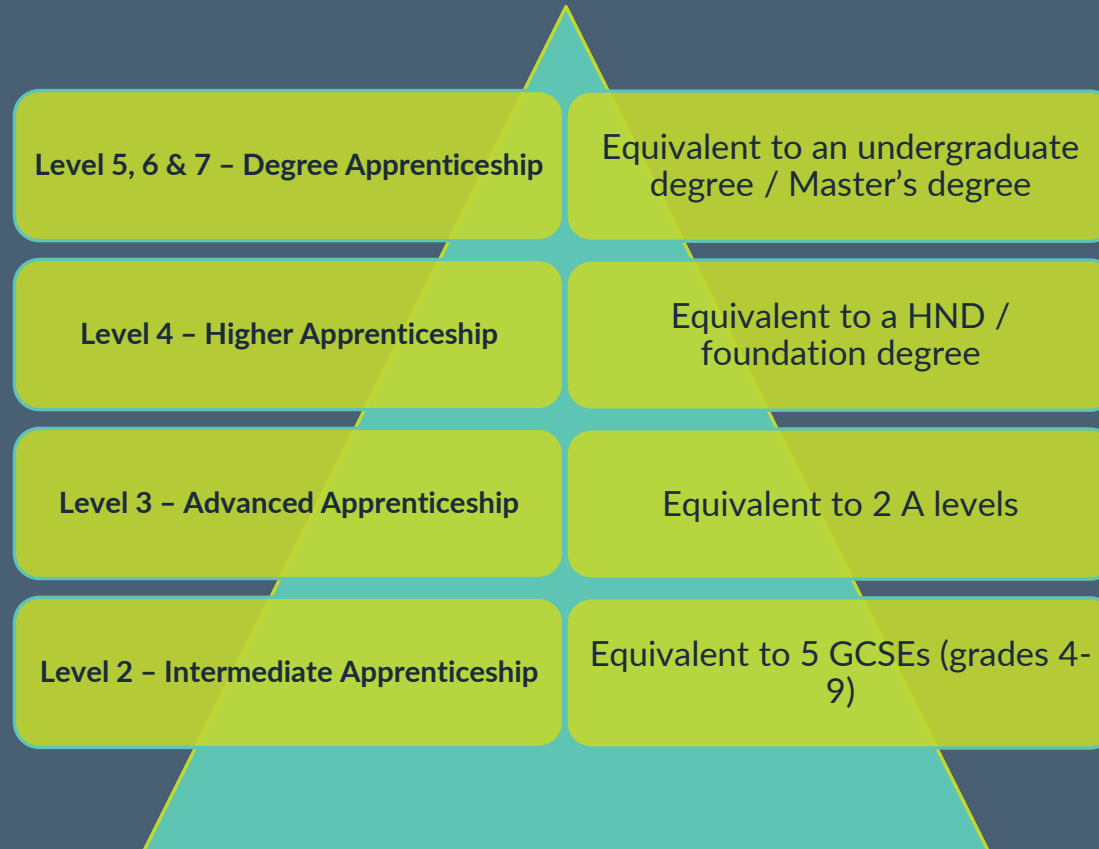 Level 5, 6 & 7 – Degree Apprenticeship
Equivalent to an undergraduate
degree / Master’s degree
Level 4 – Higher Apprenticeship
Equivalent to a HND /
foundation degree
Level 3 – Advanced Apprenticeship
Equivalent to 2 A levels
Level 2 – Intermediate Apprenticeship
Equivalent to 5 GCSEs (grades 4-
9)